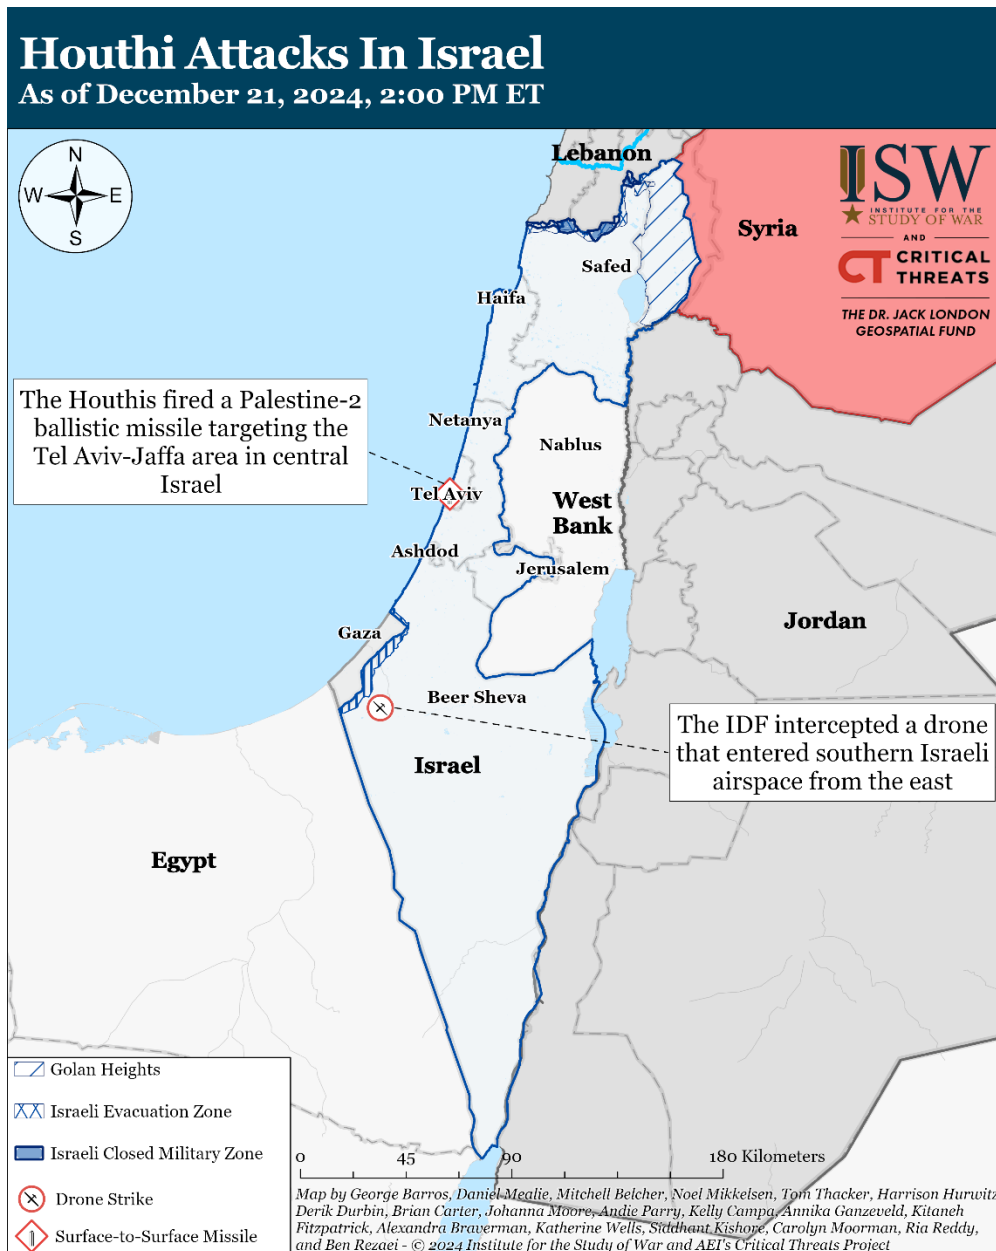 Houthi Attacks In Israel
As of December 21, 2024, 2:00 PM ET
N
W
E
S
Lebanon
ISW
INSTITUTE FOR THE
STUDY OF WAR
AND
CT CRITICAL
THREATS
THE DR. JACK LONDON
GEOSPATIAL FUND
Syria
Safed
Haifa
The Houthis fired a Palestine-2
ballistic missile targeting the
Tel Aviv-Jaffa area in central
Israel
Netanya
Nablus
Tel Aviv
West
Bank
Ashdod
Jerusalem
Jordan
Gaza
Beer Sheva
The IDF intercepted a drone
that entered southern Israeli
airspace from the east
Israel
Egypt
Golan Heights
Israeli Evacuation Zone
Israeli Closed Military Zone
Drone Strike
Surface-to-Surface Missile
0 45 90 180 Kilometers
Map by George Barros, Daniel Mealie, Mitchell Belcher, Noel Mikkelsen, Tom Thacker, Harrison Hurwitz,
Derik Durbin, Brian Carter, Johanna Moore, Andie Parry, Kelly Campa, Annika Ganzeveld, Kitaneh
Fitzpatrick, Alexandra Braverman, Katherine Wells, Siddhant Kishore, Carolyn Moorman, Ria Reddy,
and Ben Rezaei - © 2024 Institute for the Study of War and AEI's Critical Threats Project